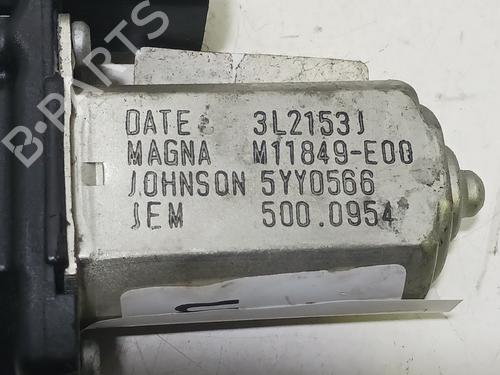 B-PARTS
DATE: 3L2153J
MAGNA M11849-E00
JOHNSON 5YY0566
JEM 500.0954